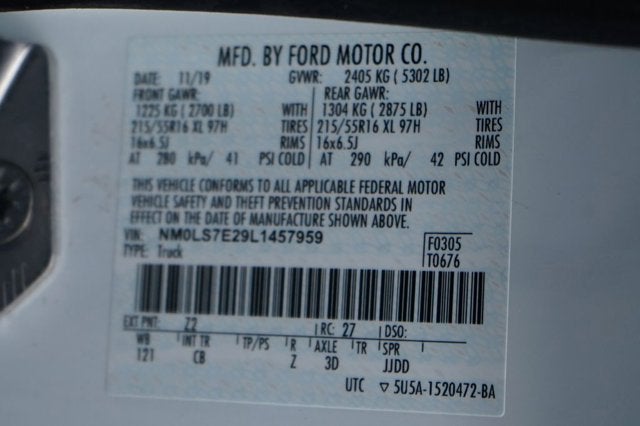 MFD. BY FORD MOTOR CO.
DATE: 11/19 GVWR: 2405 KG ( 5302 LB)
FRONT GAWR: REAR GAWR:
1225 KG ( 2700 LB) WITH 1304 KG ( 2875 LB) WITH
215/55R16 XL 97H TIRES 215/55R16 XL 97H TIRES
16x6.5J RIMS 16x6.5J RIMS
AT 280 kPa/ 41 PSI COLD AT 290 kPa/ 42 PSI COLD
THIS VEHICLE CONFORMS TO ALL APPLICABLE FEDERAL MOTOR
VEHICLE SAFETY AND THEFT PREVENTION STANDARDS IN
EFFECT ON THE DATE OF MANUFACTURE SHOWN ABOVE.
VIN: NM0LS7E29L1457959 F0305
TYPE: Truck T0676
EXT PNT: Z2 RC: 27 DSO:
WB INT TR TP/PS R AXLE TR SPR
121 CB Z 3D JJDD
UTC ▽ 5U5A-1520472-BA